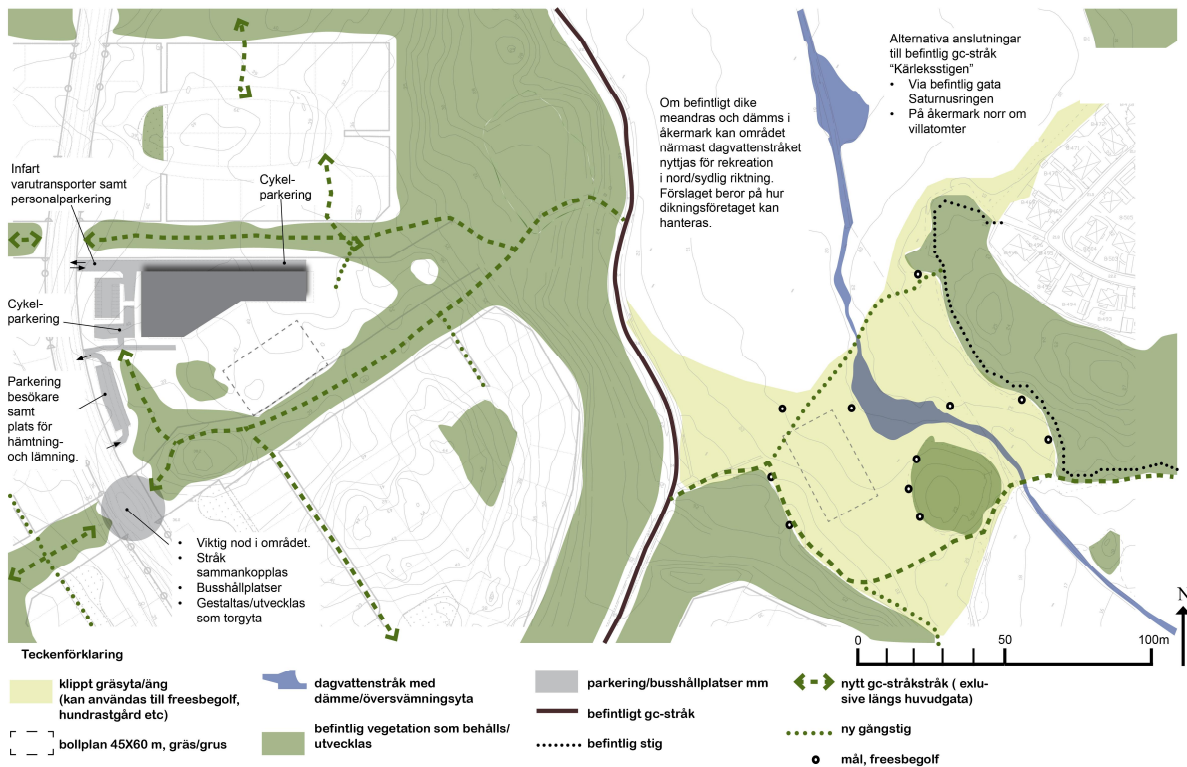 Alternativa anslutningar
till befintlig gc-stråk
“Kärleksstigen”
• Via befintlig gata
Saturnusringen
• På åkermark norr om
villatomter
Om befintligt dike
meandras och dämms i
åkermark kan området
närmast dagvattenstråket
nyttjas för rekreation
i nord/sydlig riktning.
Förslaget beror på hur
dikningsföretaget kan
hanteras.
Infart
varutransporter samt
personalparkering
Cykel-
parkering
Cykel-
parkering
Parkering
besökare
samt
plats för
hämtning-
och lämning.
• Viktig nod i området.
• Stråk
sammankopplas
• Busshållplatser
• Gestaltas/utvecklas
som torgyta
N
0 50 100m
Teckenförklaring
klippt gräsyta/äng
(kan användas till freesbegolf,
hundrastgård etc)
bollplan 45X60 m, gräs/grus
dagvattenstråk med
dämme/översvämningsyta
befintlig vegetation som behålls/
utvecklas
parkering/busshållplatser mm
befintligt gc-stråk
befintlig stig
nytt gc-stråkstråk ( exlu-
sive längs huvudgata)
ny gångstig
mål, freesbegolf